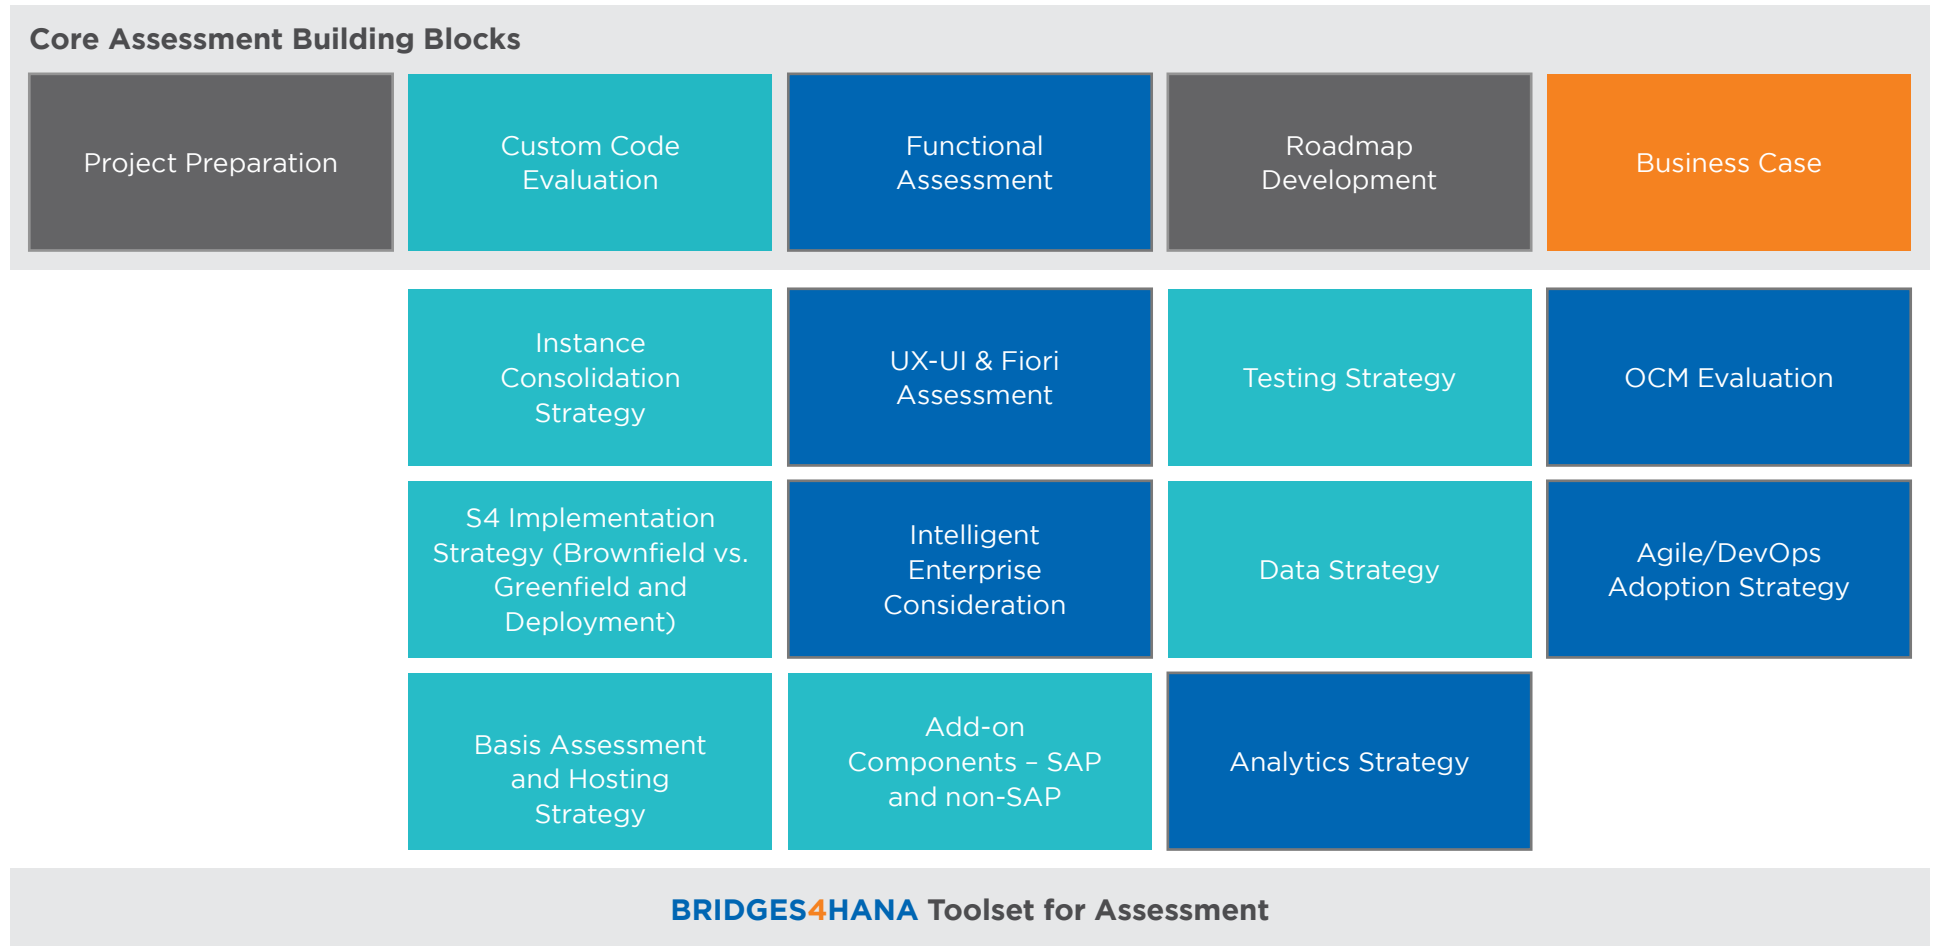 Core Assessment Building Blocks
Project Preparation
Custom Code
Evaluation
Functional
Assessment
Roadmap
Development
Business Case
Instance
Consolidation
Strategy
UX-UI & Fiori
Assessment
Testing Strategy
OCM Evaluation
S4 Implementation
Strategy (Brownfield vs.
Greenfield and
Deployment)
Intelligent
Enterprise
Consideration
Data Strategy
Agile/DevOps
Adoption Strategy
Basis Assessment
and Hosting
Strategy
Add-on
Components – SAP
and non-SAP
Analytics Strategy
BRIDGES4HANA Toolset for Assessment